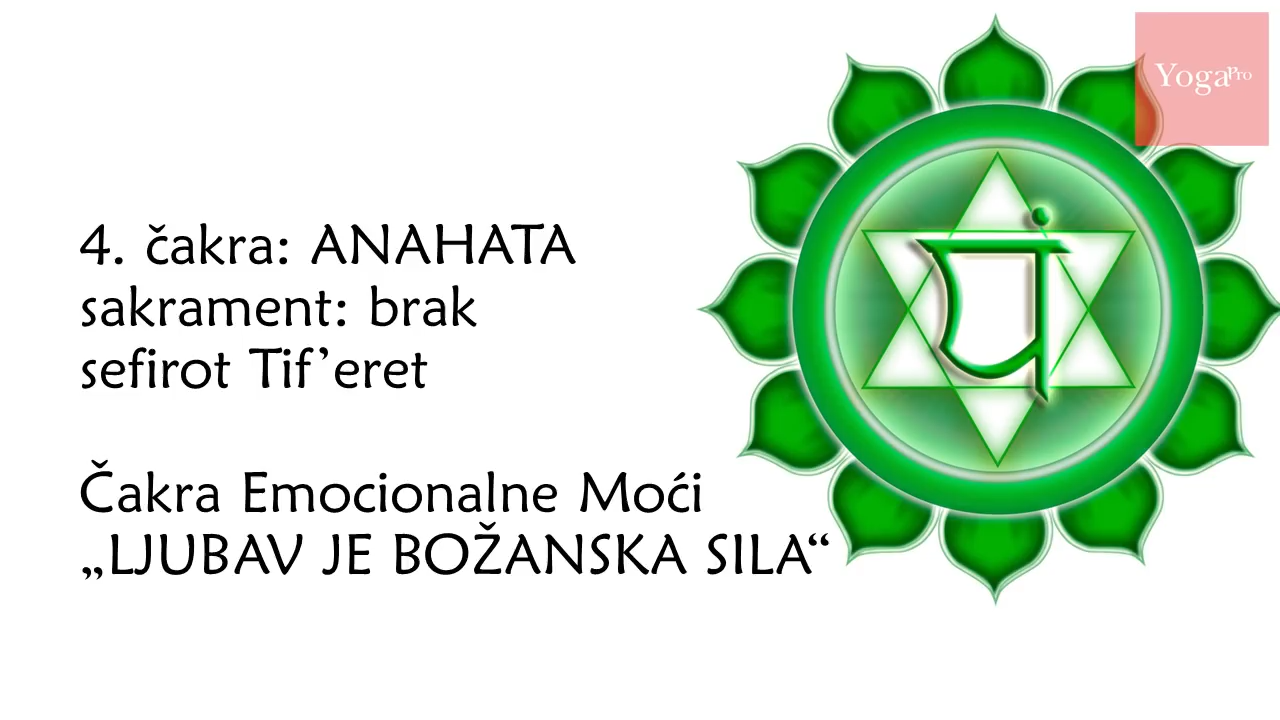 4. čakra: ANAHATA
sakrament: brak
sefirot Tif’eret
Čakra Emocionalne Moći
„LJUBAV JE BOŽANSKA SILA“
YogaPro
पं